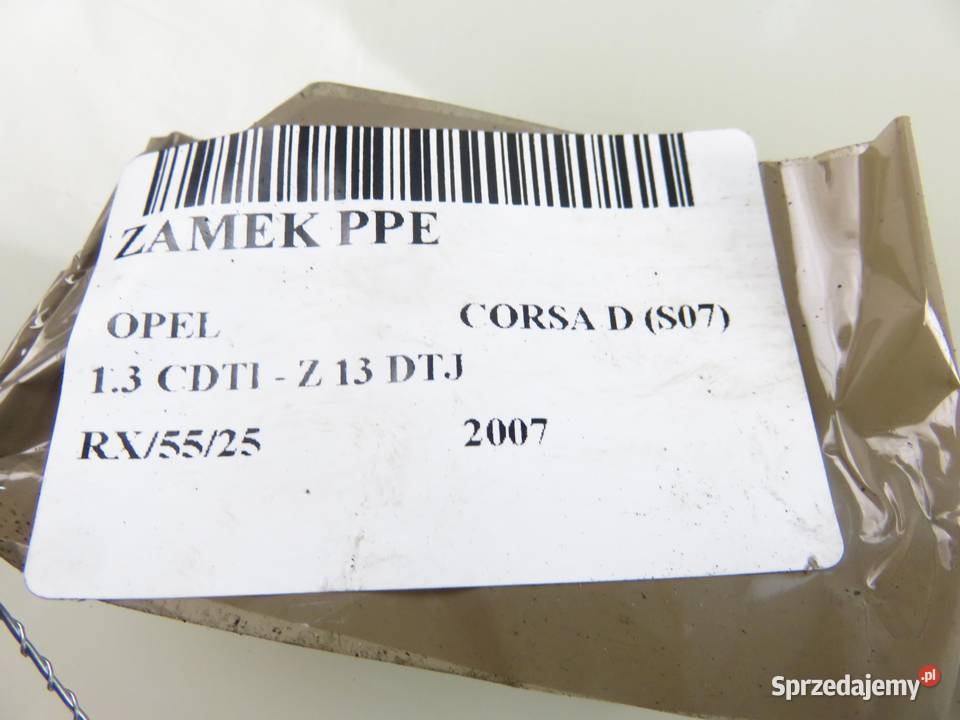 ZAMEK PPE
OPEL CORSA D (S07)
1.3 CDTI - Z 13 DTJ
RX/55/25 2007
Sprzedajemy.pl